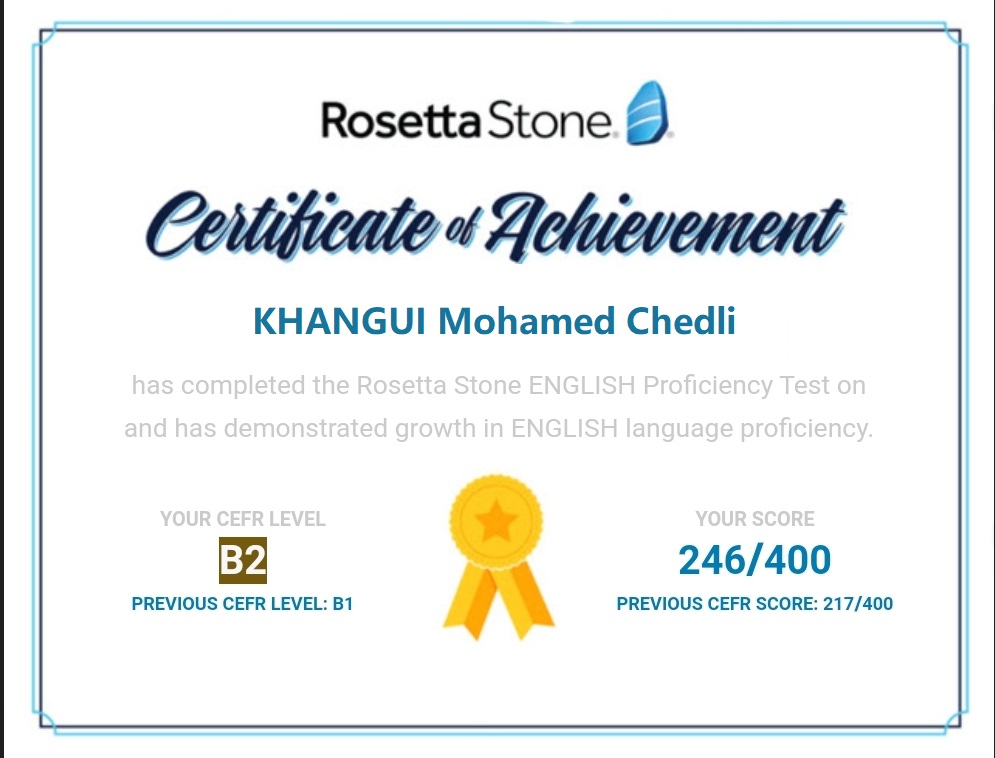 Rosetta Stone
Certificate of Achievement
KHANGUI Mohamed Chedli
has completed the Rosetta Stone ENGLISH Proficiency Test on
and has demonstrated growth in ENGLISH language proficiency.
YOUR CEFR LEVEL
B2
PREVIOUS CEFR LEVEL: B1
YOUR SCORE
246/400
PREVIOUS CEFR SCORE: 217/400